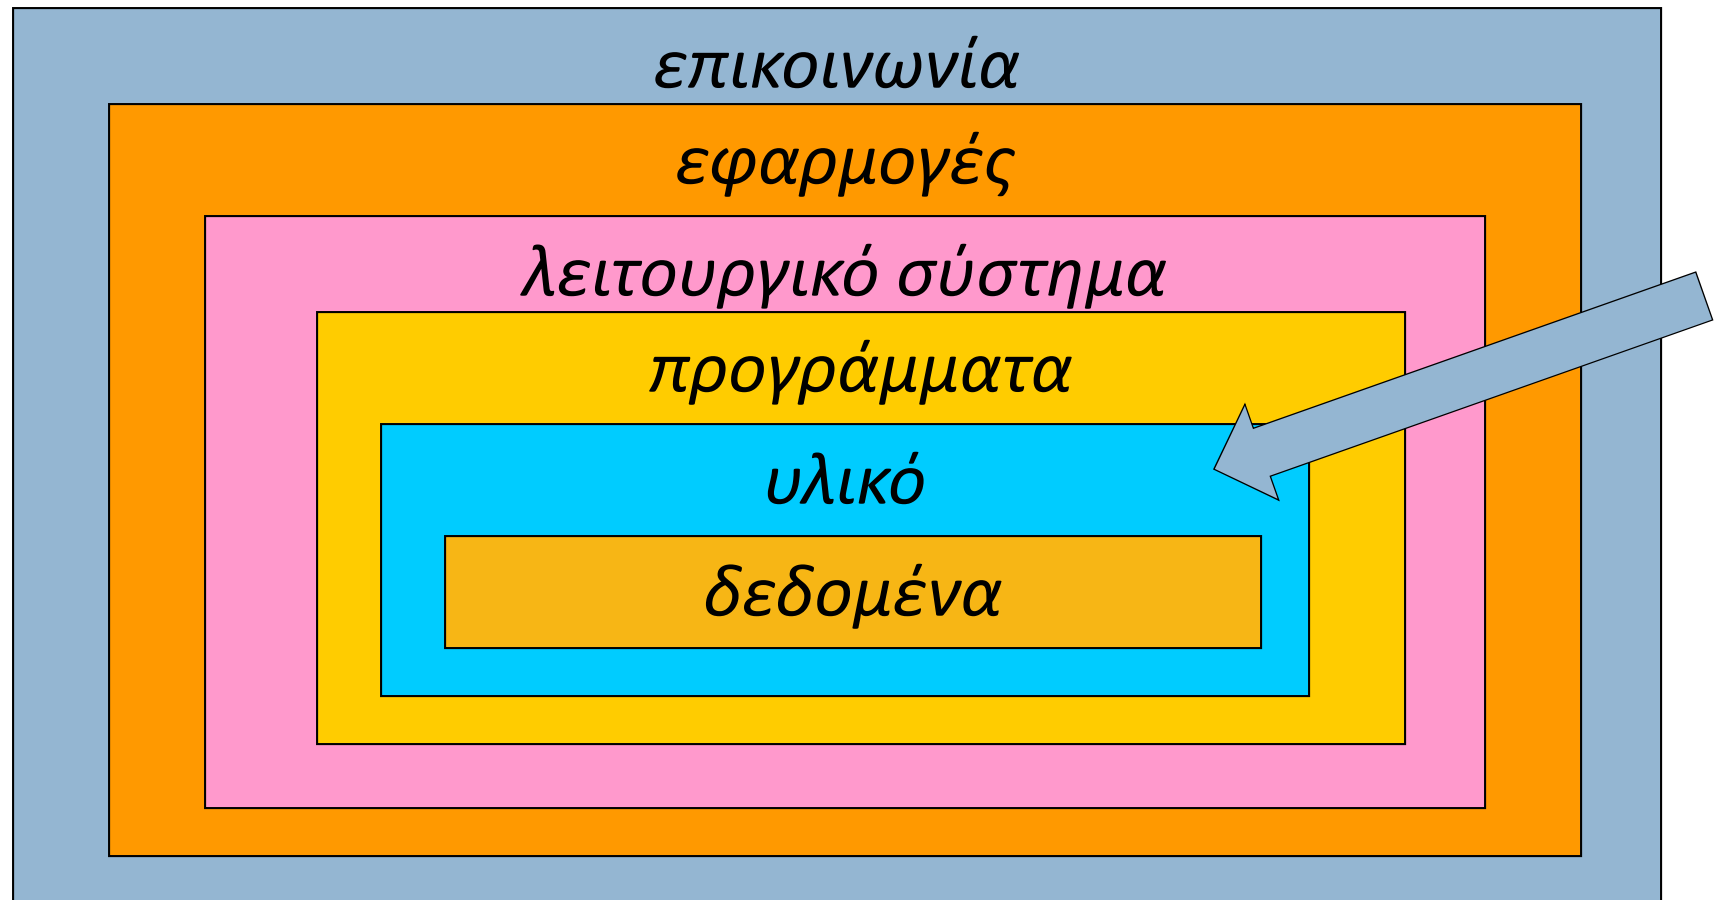 επικοινωνία
εφαρμογές
λειτουργικό σύστημα
προγράμματα
υλικό
δεδομένα